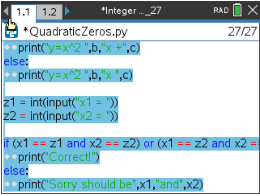 1.1 1.2 *Integer ..._27 RAD
*QuadraticZeros.py 27/27
print("y=x^2 ",b,"x +",c)
else:
print("y=x^2 ",b,"x ",c)
z1 = int(input("x1 = "))
z2 = int(input("x2 = "))
if (x1 == z1 and x2 == z2) or (x1 == z2 and x2 =
print("Correct!")
else:
print("Sorry should be",x1,"and",x2)